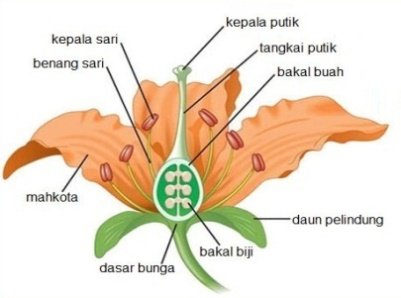 kepala putik
kepala sari
tangkai putik
benang sari
bakal buah
mahkota
daun pelindung
bakal biji
dasar bunga